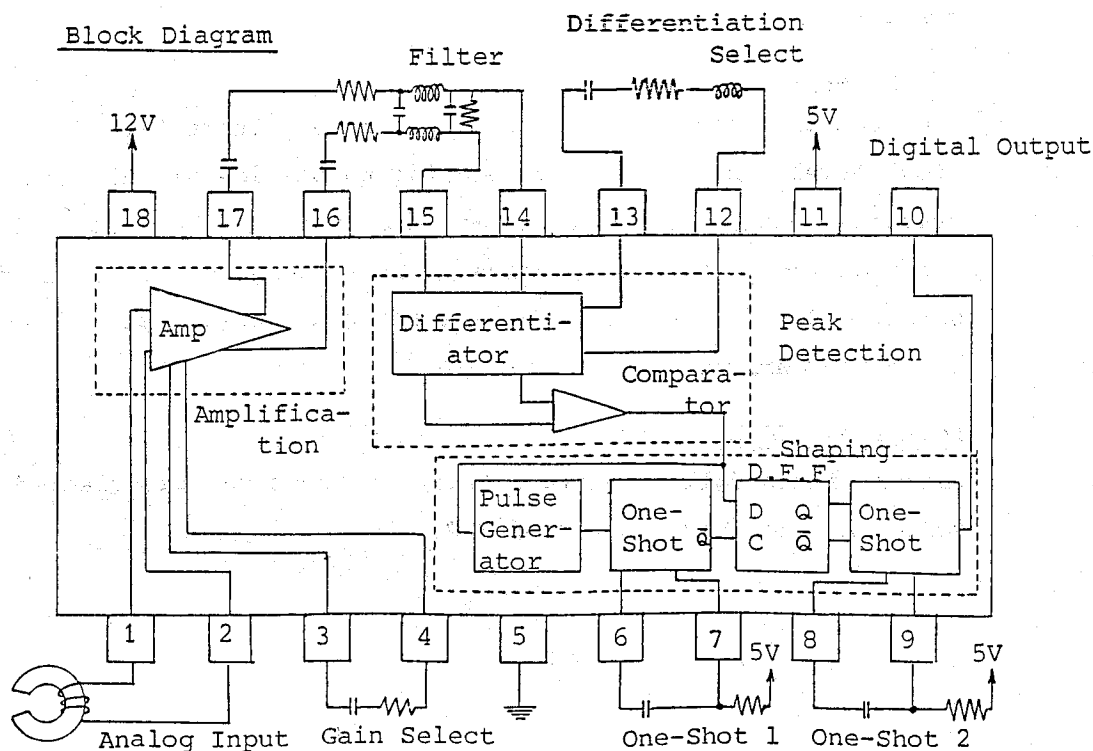 Block Diagram
Filter
Differentiation
Select
12V
5V
Digital Output
18
17
16
15
14
13
12
11
10
Amp
Differenti-
ator
Peak
Detection
Compara-
tor
Amplifica-
tion
Shaping
D.F.F
Pulse
Gener-
ator
One-
Shot
Q̅
D Q
C Q̅
One-
Shot
1
2
3
4
5
6
7
8
9
5V
5V
Analog Input
Gain Select
One-Shot 1
One-Shot 2